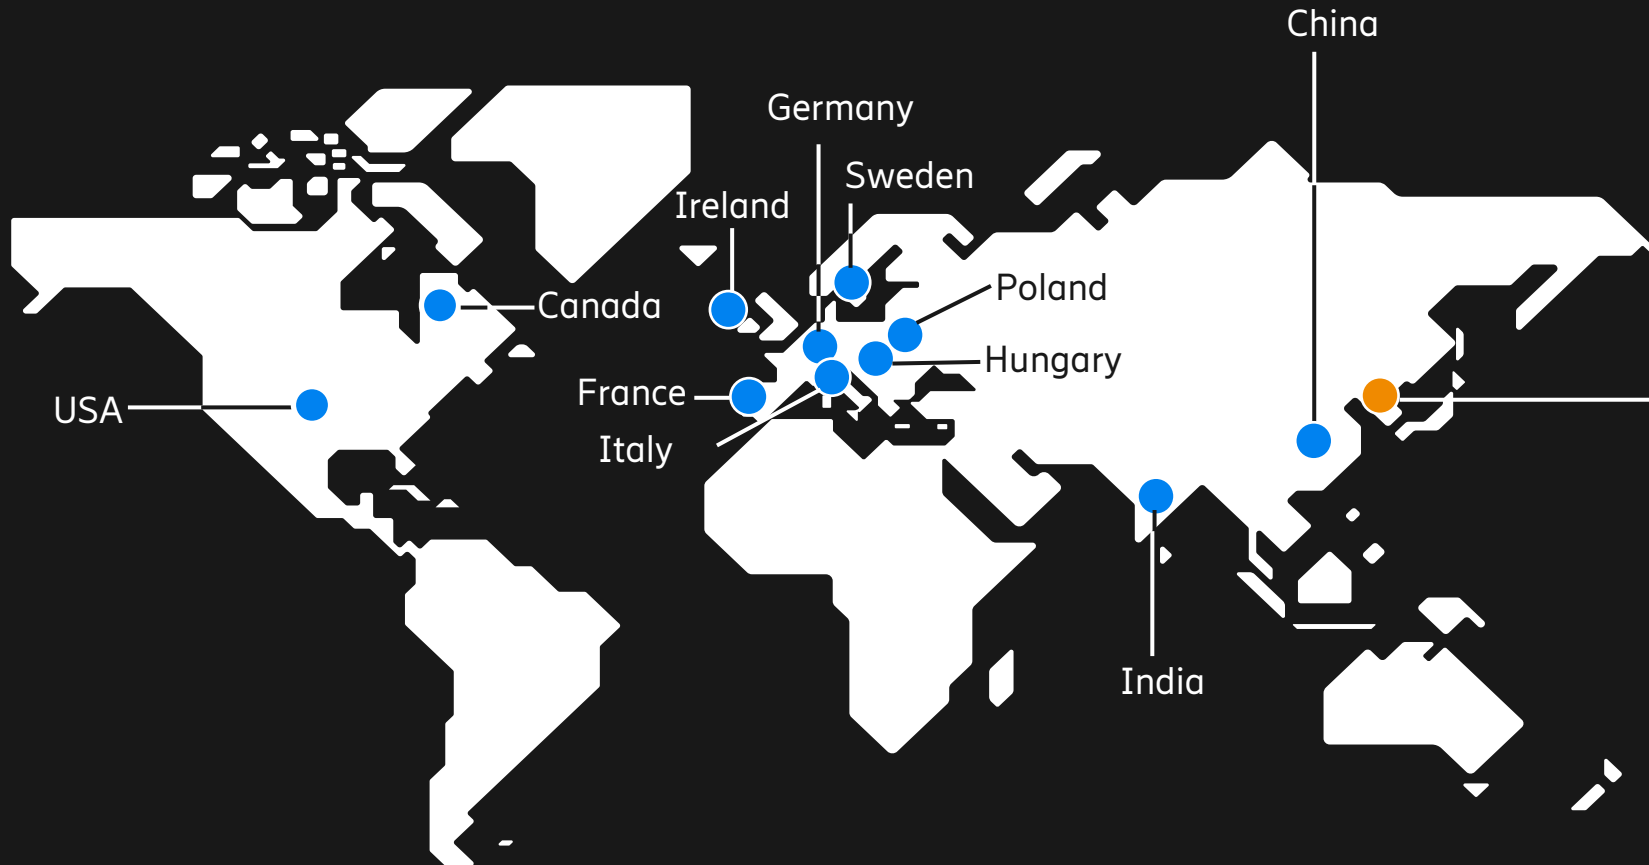 China
Germany
Sweden
Ireland
Poland
Canada
Hungary
France
USA
Italy
India